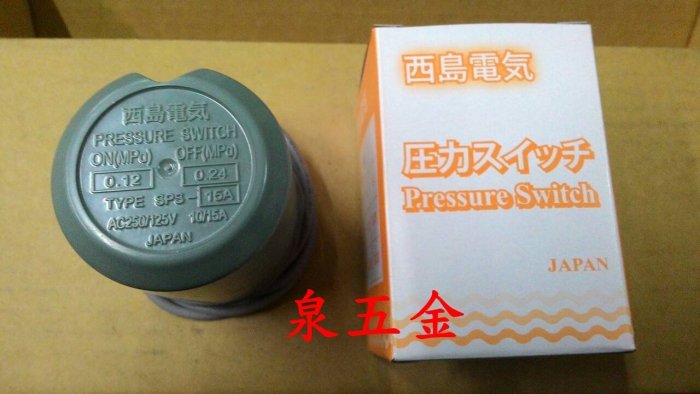 西島電気
PRESSURE SWITCH
ON(MPa) OFF(MPa)
0.12 0.24
TYPE SPS-15A
AC250/125V 10/15A
JAPAN
西島電気
圧力スイッチ
Pressure Switch
JAPAN
泉五金